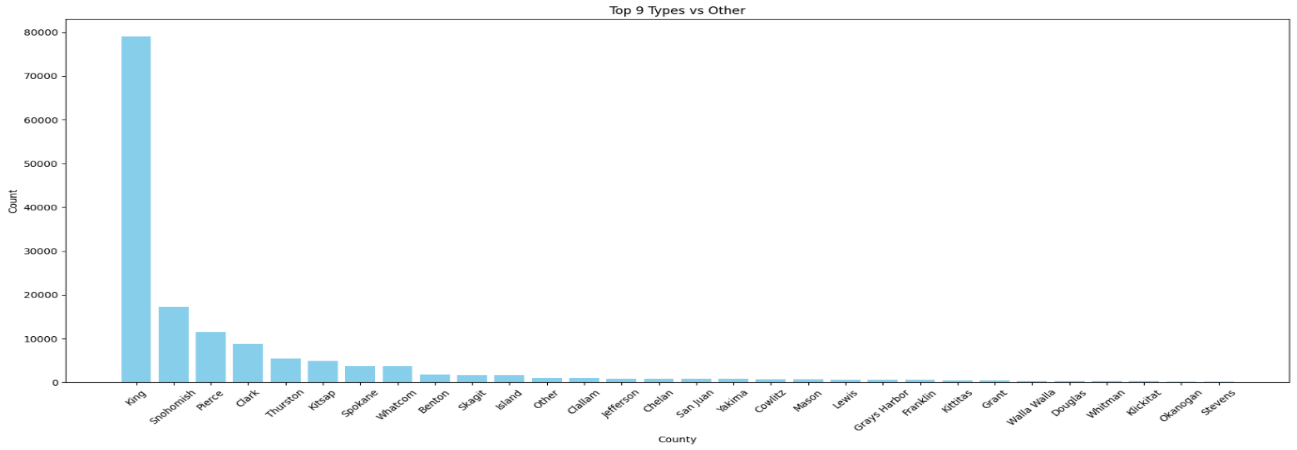 Top 9 Types vs Other
80000
70000
60000
50000
40000
30000
20000
10000
0
Count
King
Snohomish
Pierce
Clark
Thurston
Kitsap
Spokane
Whatcom
Benton
Skagit
Island
Other
Clallam
Jefferson
Chelan
San Juan
Yakima
Cowlitz
Mason
Lewis
Grays Harbor
Franklin
Kittitas
Grant
Walla Walla
Douglas
Whitman
Klickitat
Okanogan
Stevens
County